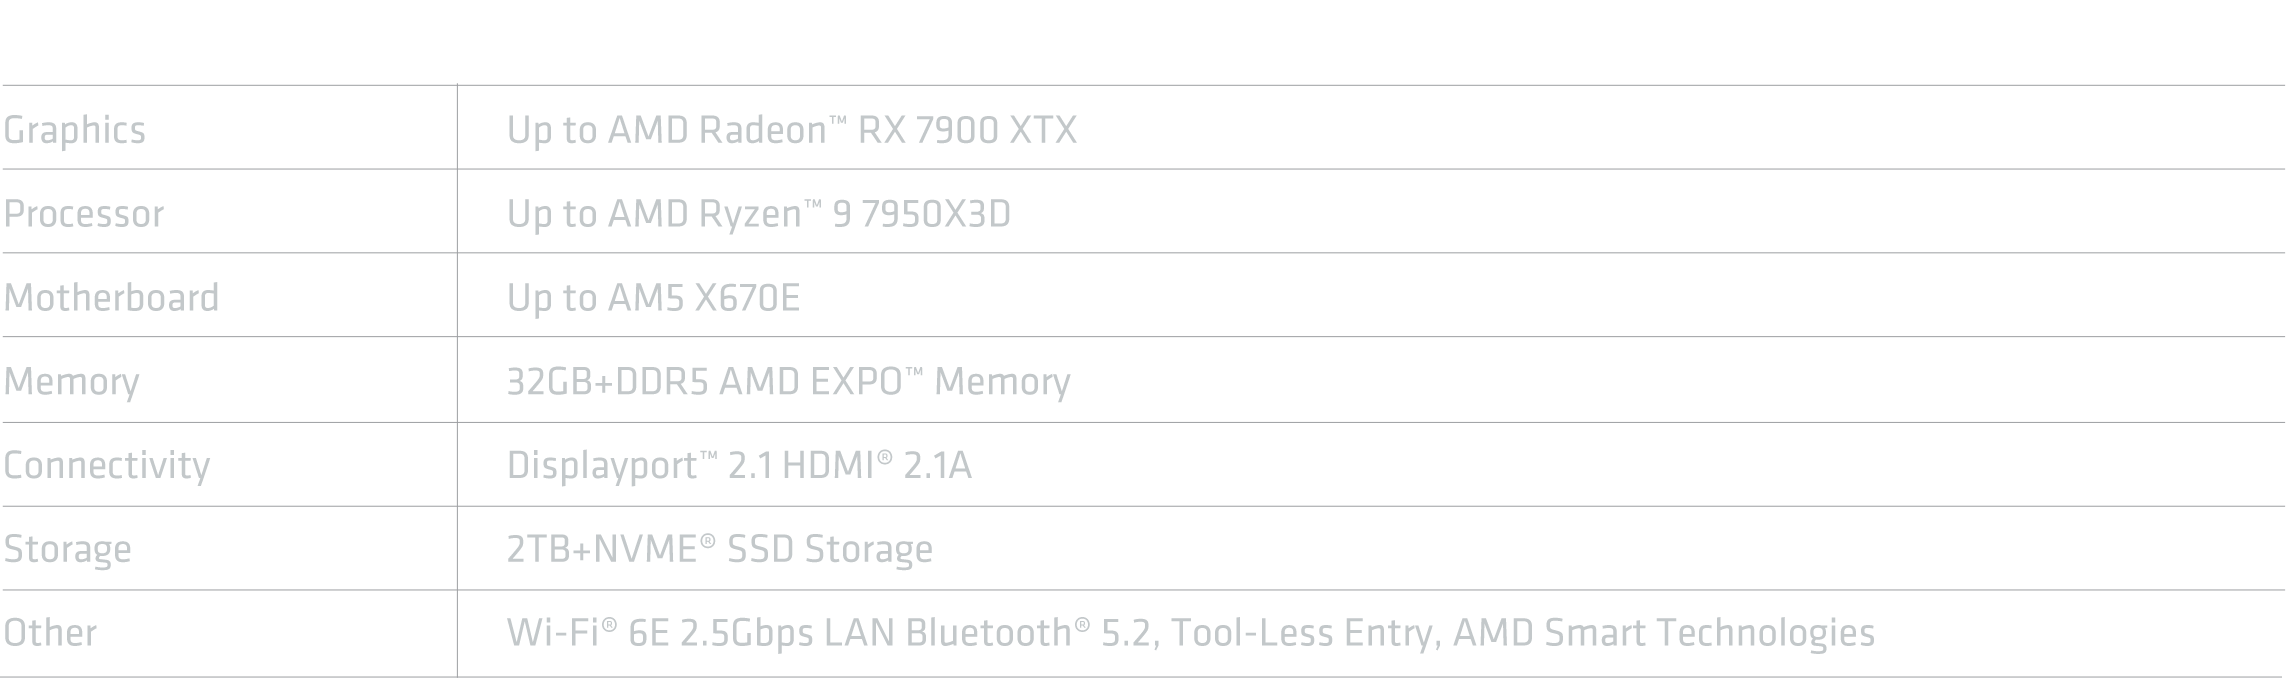 Graphics Up to AMD Radeon™ RX 7900 XTX
Processor Up to AMD Ryzen™ 9 7950X3D
Motherboard Up to AM5 X670E
Memory 32GB+DDR5 AMD EXPO™ Memory
Connectivity Displayport™ 2.1 HDMI® 2.1A
Storage 2TB+NVME® SSD Storage
Other Wi-Fi® 6E 2.5Gbps LAN Bluetooth® 5.2, Tool-Less Entry, AMD Smart Technologies